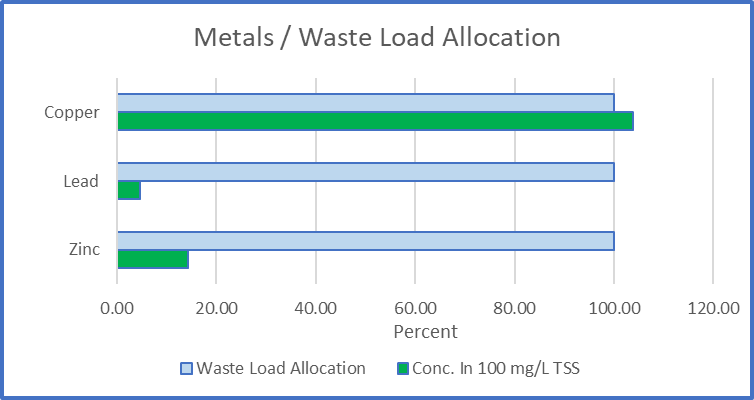 Metals / Waste Load Allocation
Copper
Lead
Zinc
0.00 20.00 40.00 60.00 80.00 100.00 120.00
Percent
Waste Load Allocation Conc. In 100 mg/L TSS